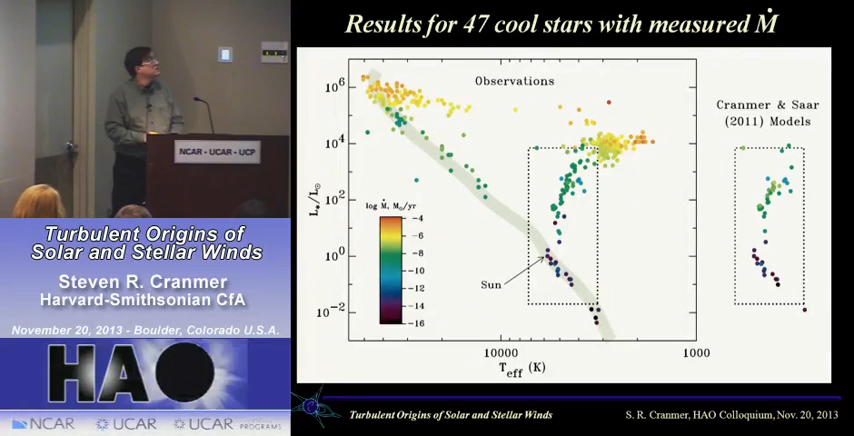 NCAR - UCAR - UCP
Turbulent Origins of
Solar and Stellar Winds
Steven R. Cranmer
Harvard-Smithsonian CfA
November 20, 2013 - Boulder, Colorado U.S.A.
HAO
NCAR
UCAR
UCAR
PROGRAMS
Results for 47 cool stars with measured Ṁ
Observations
Cranmer & Saar
(2011) Models
10⁶
10⁴
10²
10⁰
10⁻²
L*/L☉
log Ṁ, M☉/yr
-4
-6
-8
-10
-12
-14
-16
Sun
10000
1000
Teff (K)
Turbulent Origins of Solar and Stellar Winds
S. R. Cranmer, HAO Colloquium, Nov. 20, 2013